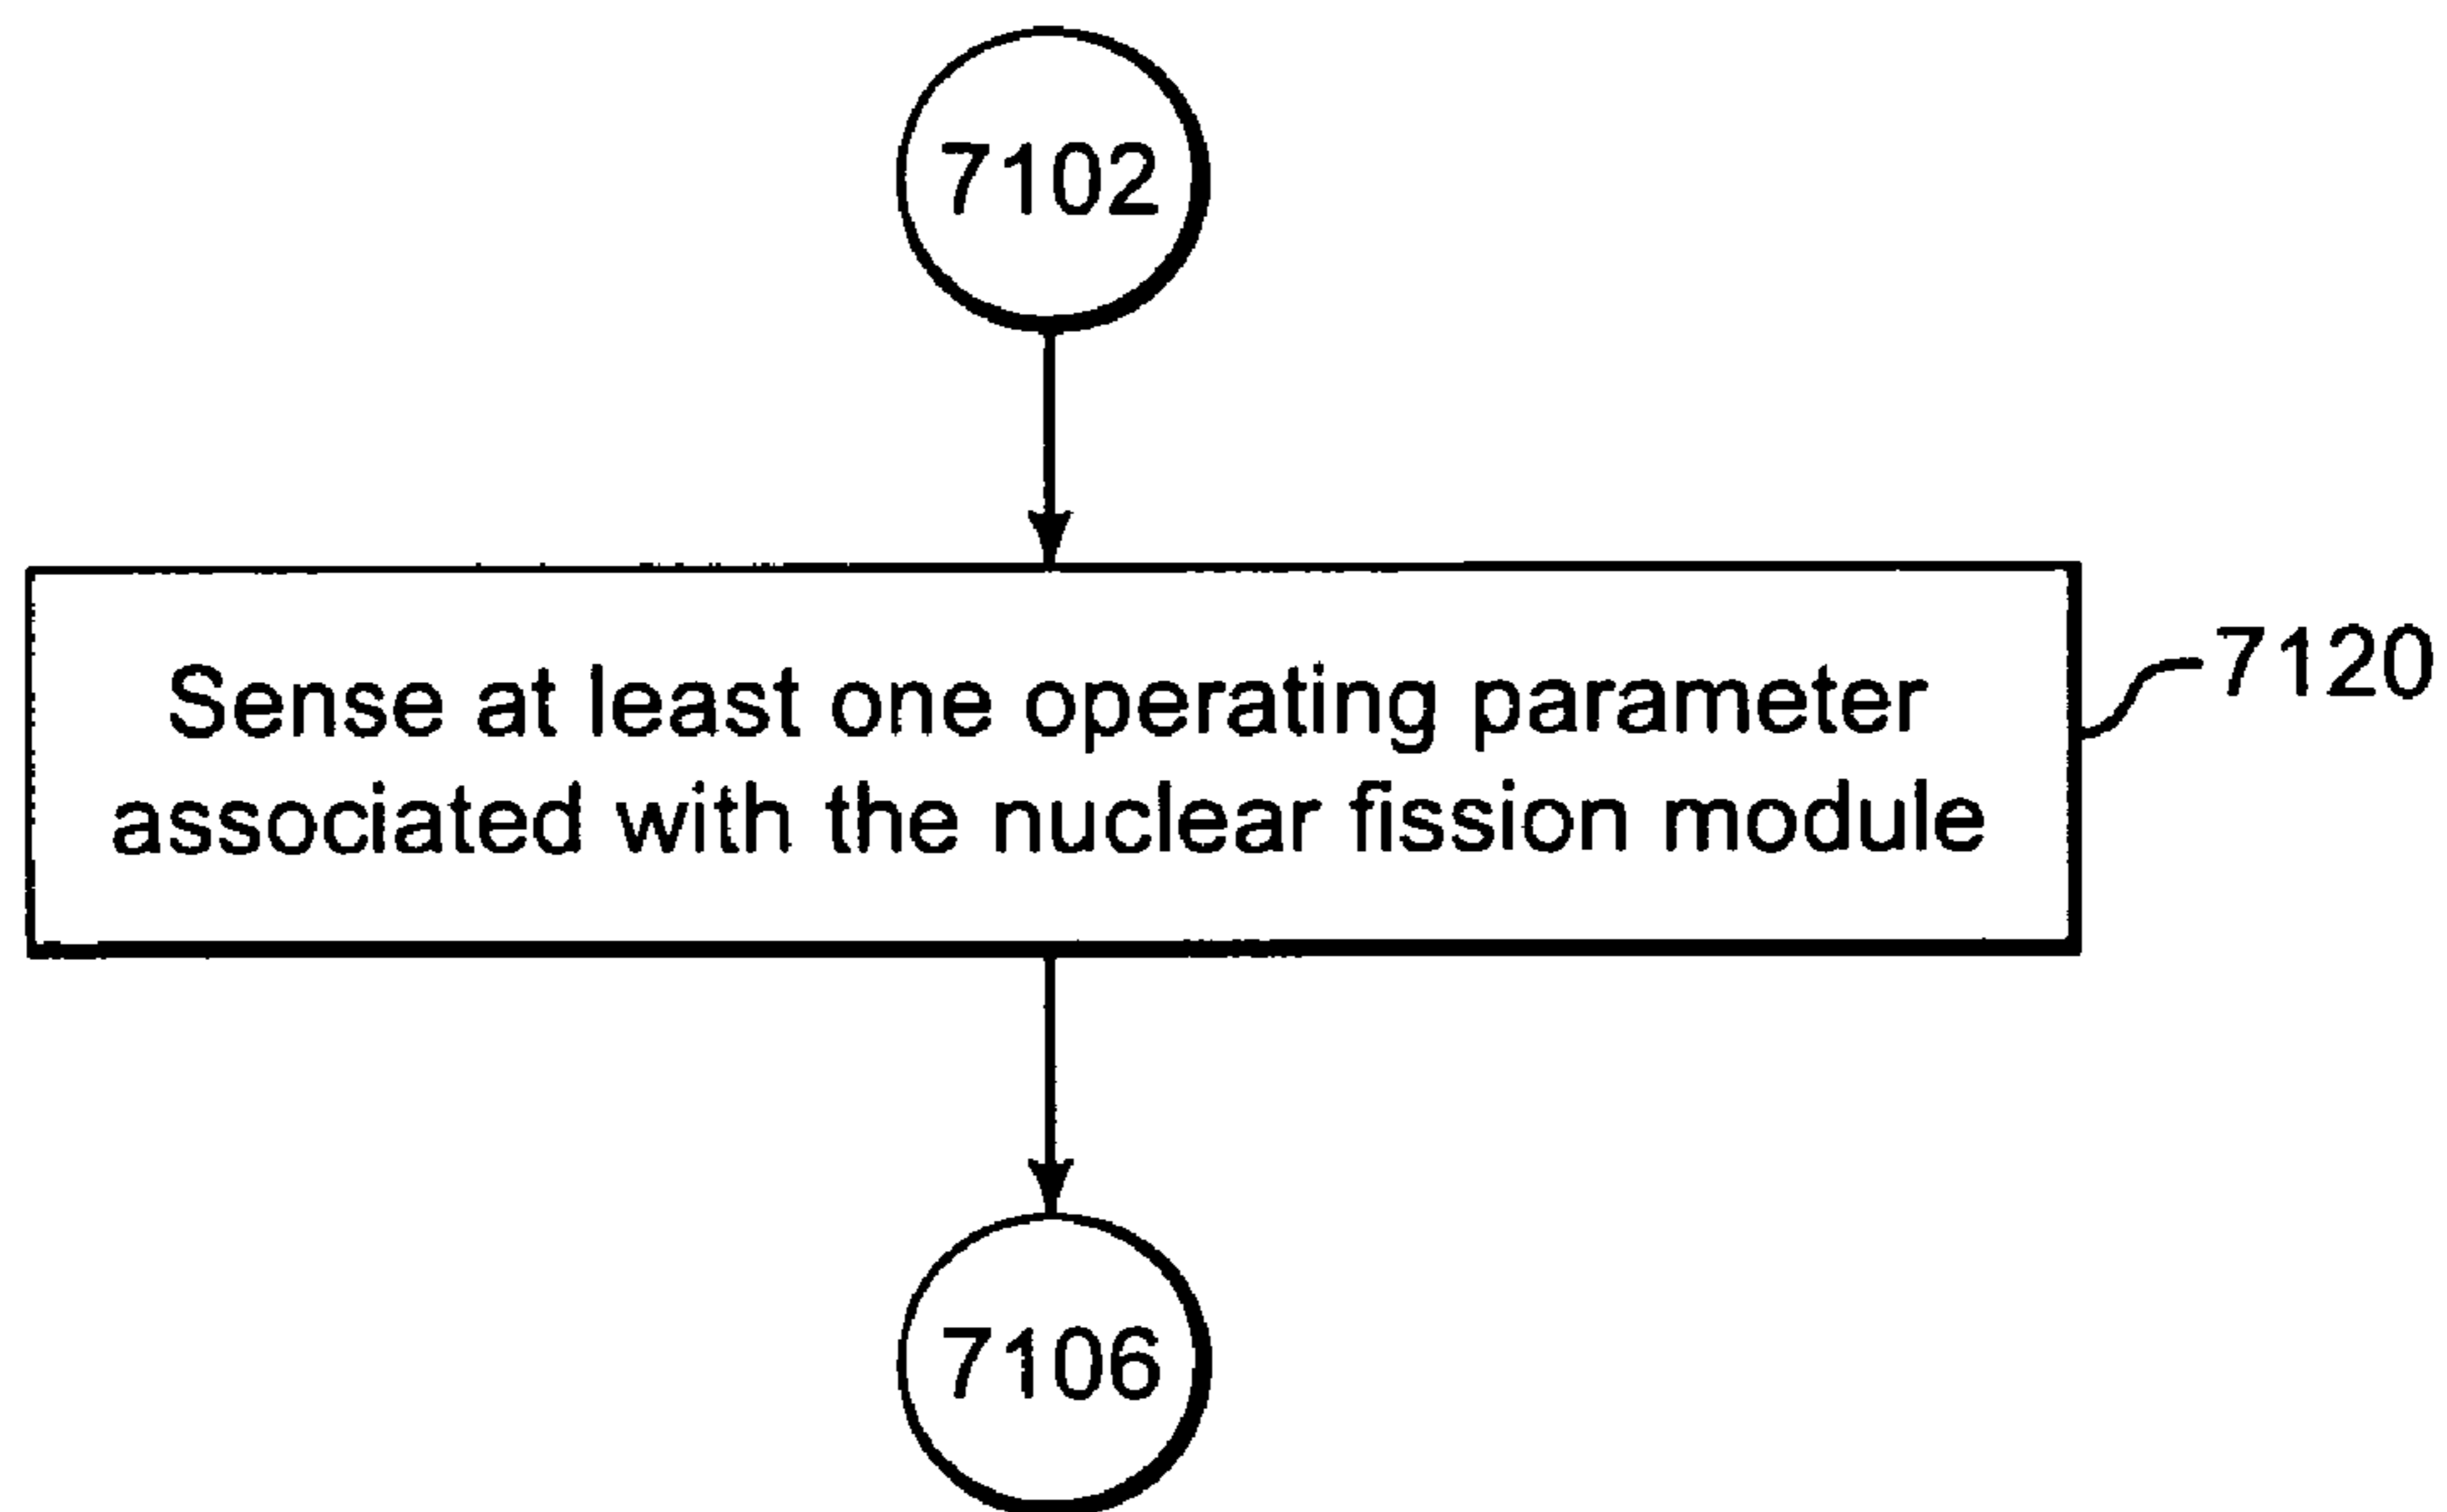 7102
Sense at least one operating parameter
associated with the nuclear fission module
7120
7106